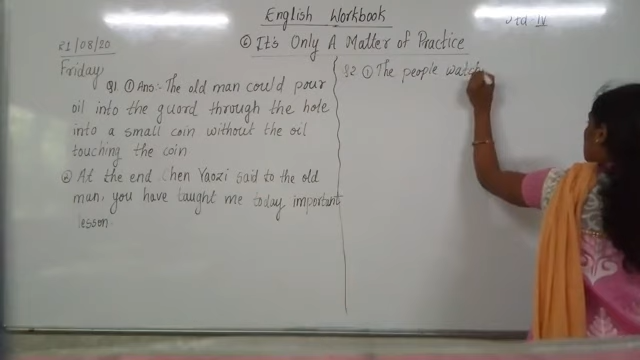 English Workbook
Std-IV
21/08/20
6 It's Only A Matter of Practice
Friday
Q1. 1 Ans:- The old man could pour
oil into the guord through the hole
into a small coin without the oil
touching the coin
2 At the end Chen Yaozi said to the old
man, you have taught me today important
lesson
Q2. 1 The people watch